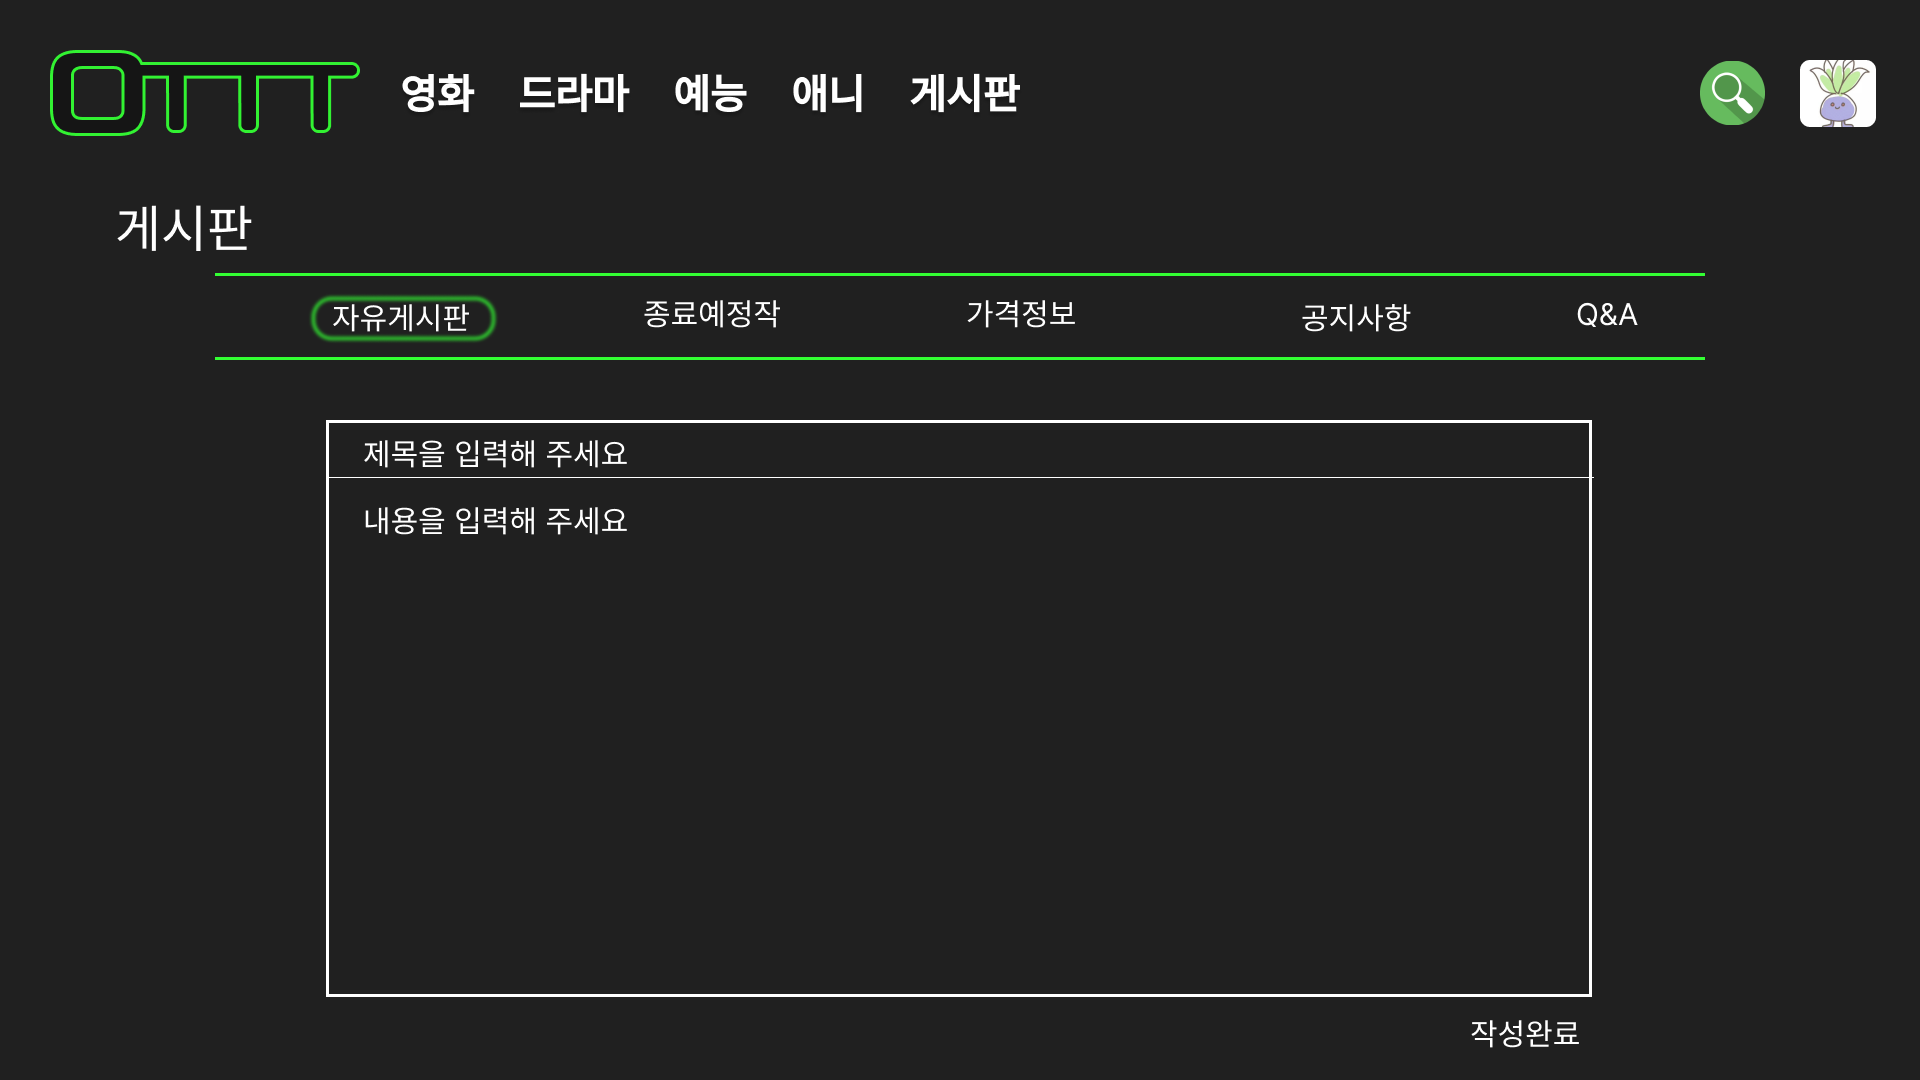 OTTT 영화 드라마 예능 애니 게시판
게시판
자유게시판 종료예정작 가격정보 공지사항 Q&A
제목을 입력해 주세요
내용을 입력해 주세요
작성완료